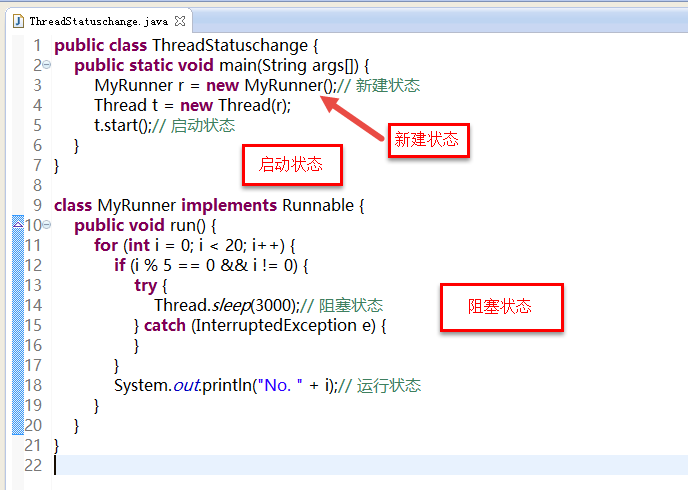 ThreadStatuschange.java
1 public class ThreadStatuschange {
2 public static void main(String args[]) {
3 MyRunner r = new MyRunner();// 新建状态
4 Thread t = new Thread(r);
5 t.start();// 启动状态
6 }
7 }
8
9 class MyRunner implements Runnable {
10 public void run() {
11 for (int i = 0; i < 20; i++) {
12 if (i % 5 == 0 && i != 0) {
13 try {
14 Thread.sleep(3000);// 阻塞状态
15 } catch (InterruptedException e) {
16 }
17 }
18 System.out.println("No. " + i);// 运行状态
19 }
20 }
21 }
22
新建状态
启动状态
阻塞状态